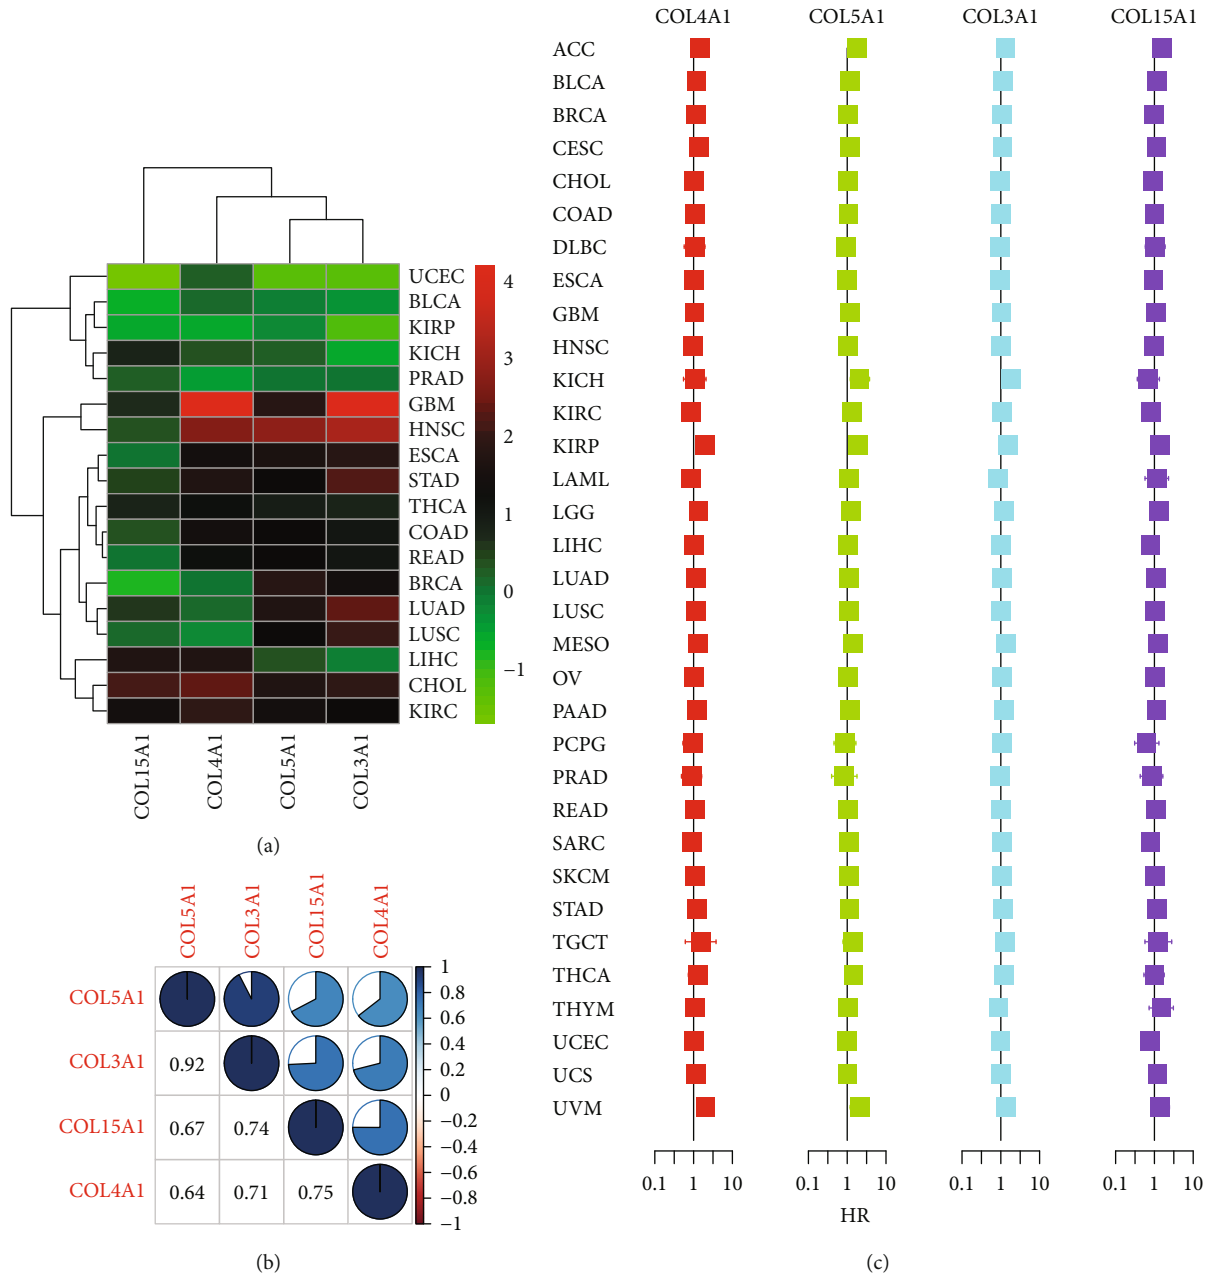 UCEC
BLCA
KIRP
KICH
PRAD
GBM
HNSC
ESCA
STAD
THCA
COAD
READ
BRCA
LUAD
LUSC
LIHC
CHOL
KIRC
4
3
2
1
0
−1
COL15A1
COL4A1
COL5A1
COL3A1
(a)
COL5A1
COL3A1
COL15A1
COL4A1
COL5A1
COL3A1 0.92
COL15A1 0.67 0.74
COL4A1 0.64 0.71 0.75
1
0.8
0.6
0.4
0.2
0
−0.2
−0.4
−0.6
−0.8
−1
(b)
COL4A1 COL5A1 COL3A1 COL15A1
ACC
BLCA
BRCA
CESC
CHOL
COAD
DLBC
ESCA
GBM
HNSC
KICH
KIRC
KIRP
LAML
LGG
LIHC
LUAD
LUSC
MESO
OV
PAAD
PCPG
PRAD
READ
SARC
SKCM
STAD
TGCT
THCA
THYM
UCEC
UCS
UVM
0.1 1 10 0.1 1 10 0.1 1 10 0.1 1 10
HR
(c)